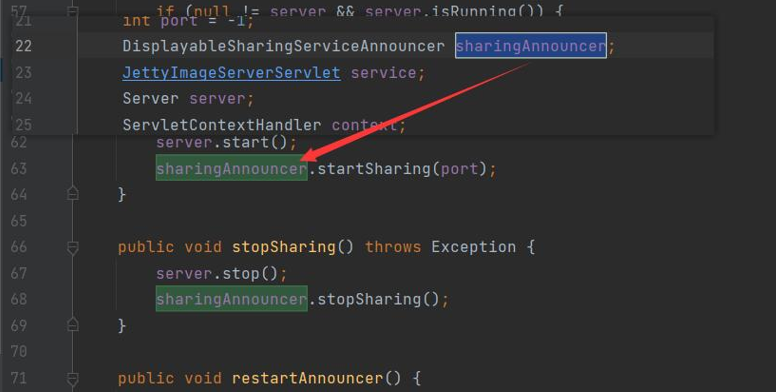 57 if (null != server && server.isRunning()) {
21 int port = -1;
22 DisplayableSharingServiceAnnouncer sharingAnnouncer;
23 JettyImageServerServlet service;
24 Server server;
25 ServletContextHandler context;
62 server.start();
63 sharingAnnouncer.startSharing(port);
64 }
65
66 public void stopSharing() throws Exception {
67 server.stop();
68 sharingAnnouncer.stopSharing();
69 }
70
71 public void restartAnnouncer() {